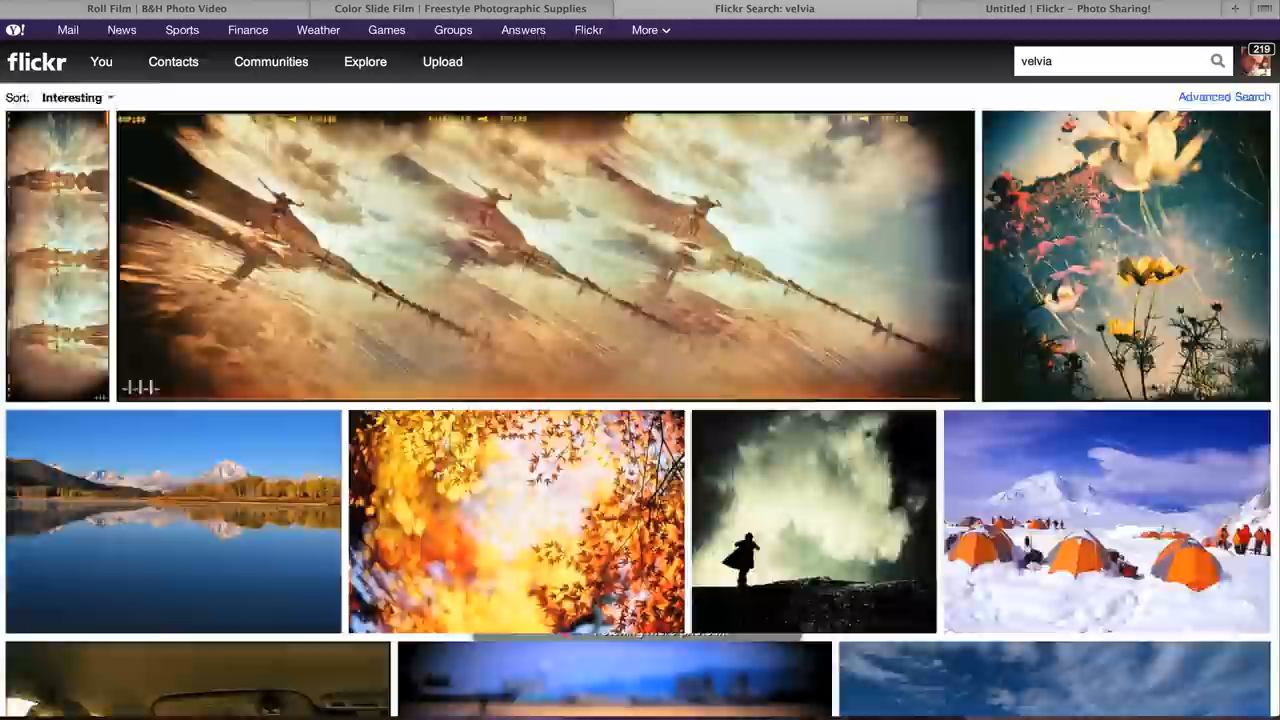 Roll Film | B&H Photo Video
Color Slide Film | Freestyle Photographic Supplies
Flickr Search: velvia
Untitled | Flickr – Photo Sharing!
Y! Mail News Sports Finance Weather Games Groups Answers Flickr More
flickr You Contacts Communities Explore Upload
velvia
219
Sort: Interesting
Advanced Search